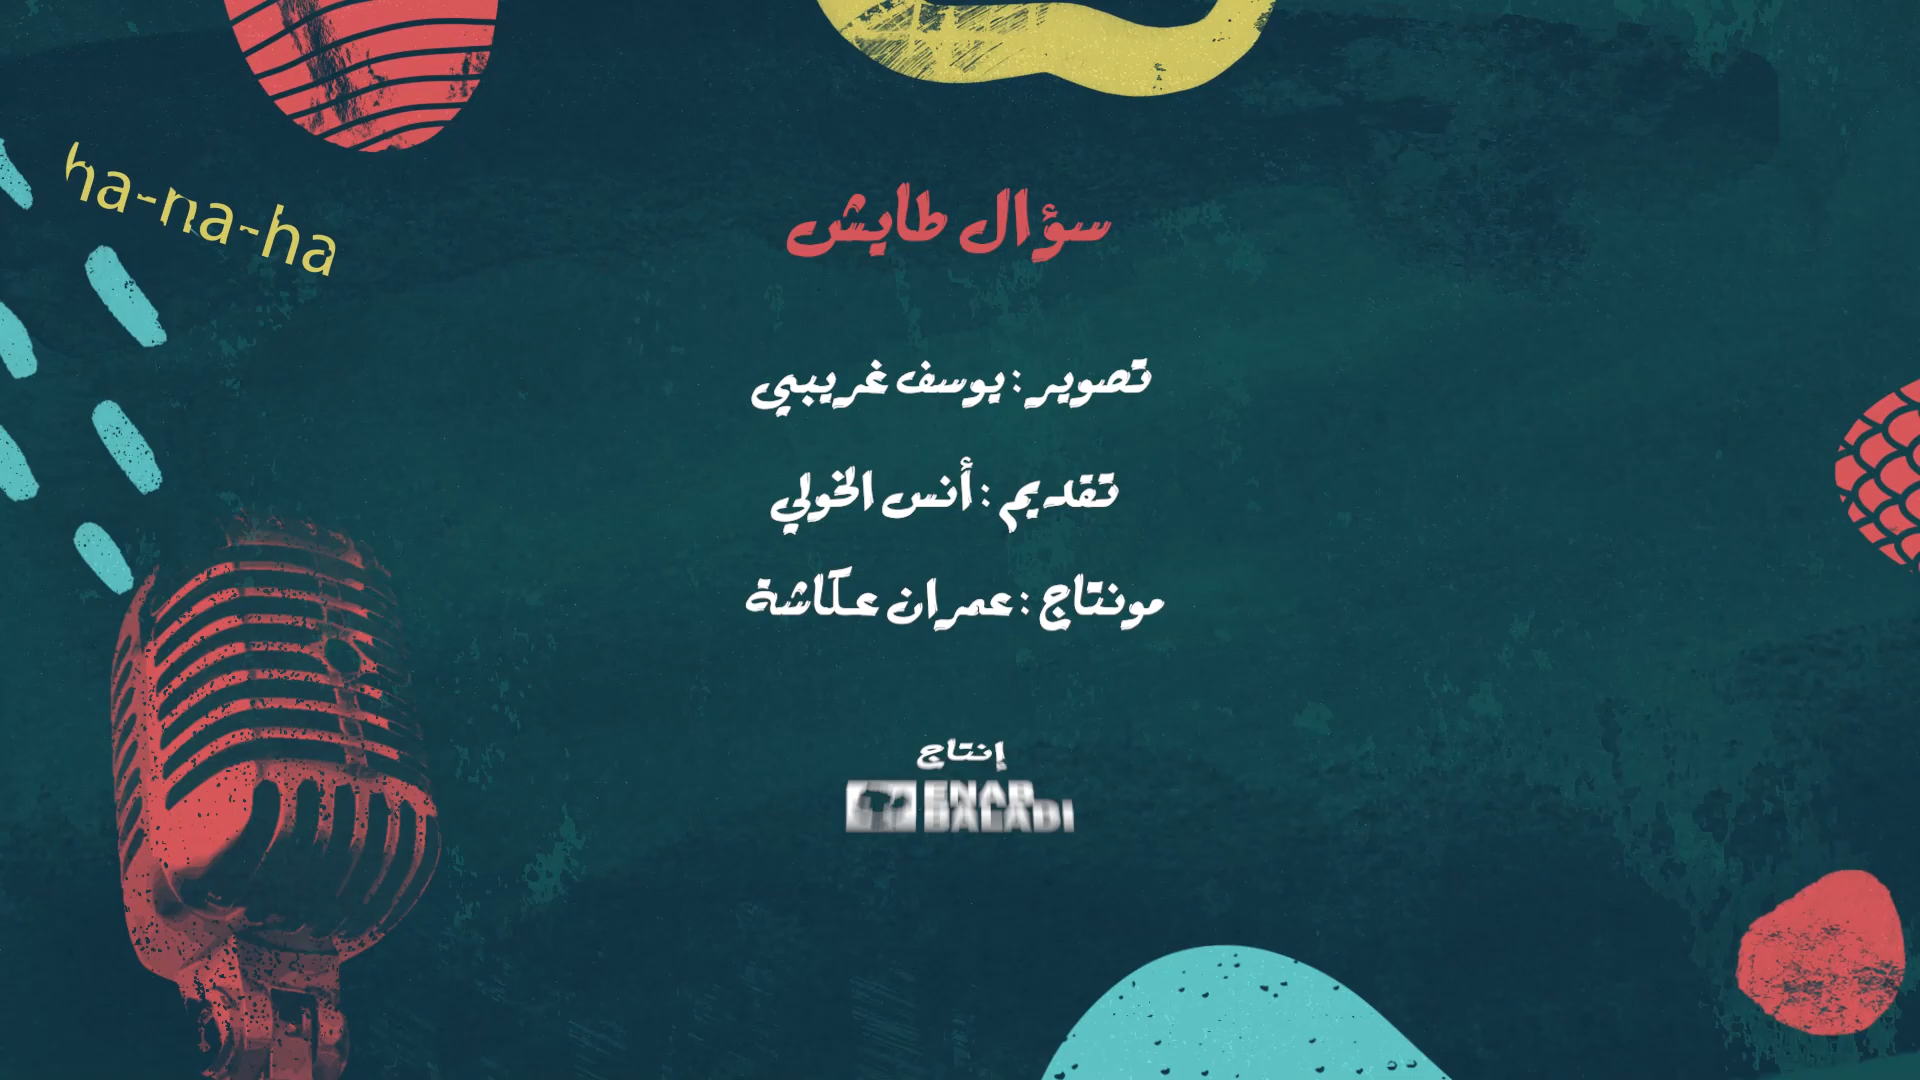 ha-na-ha
سؤال طايش
تصوير : يوسف غريبي
تقديم : أنس الخولي
مونتاج : عمران عكاشة
إنتاج
ENAB
BALADI